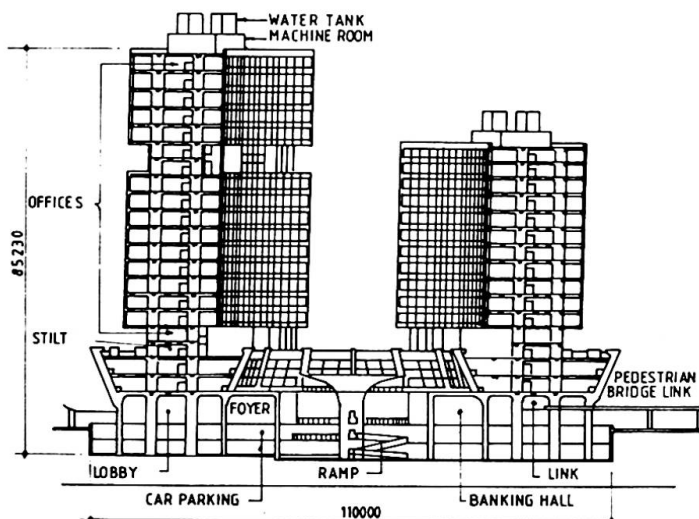 WATER TANK
MACHINE ROOM
OFFICES
85230
STILT
PEDESTRIAN
BRIDGE LINK
FOYER
LOBBY
RAMP
LINK
CAR PARKING
BANKING HALL
110000